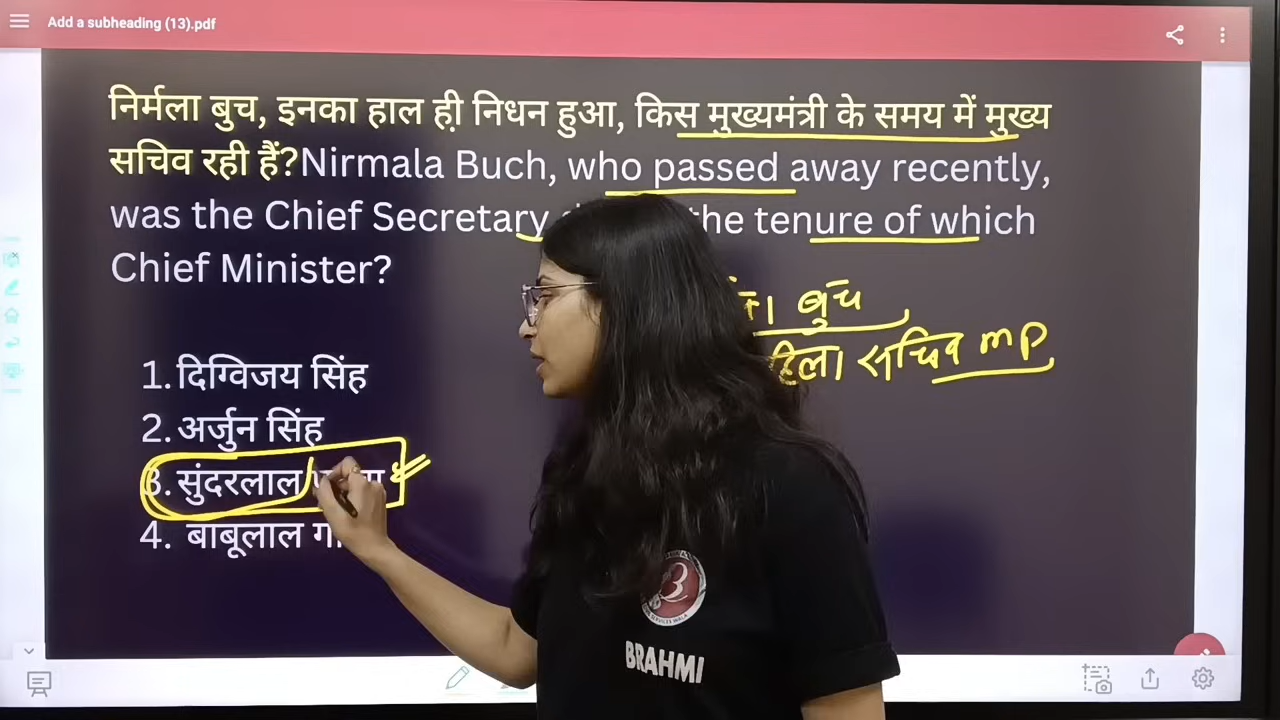 Add a subheading (13).pdf
निर्मला बुच, इनका हाल ही निधन हुआ, किस मुख्यमंत्री के समय में मुख्य
सचिव रही हैं?Nirmala Buch, who passed away recently,
was the Chief Secretary the tenure of which
Chief Minister?
बुच
सचिव MP
1. दिग्विजय सिंह
2. अर्जुन सिंह
3. सुंदरलाल
4. बाबूलाल
BRAHMI